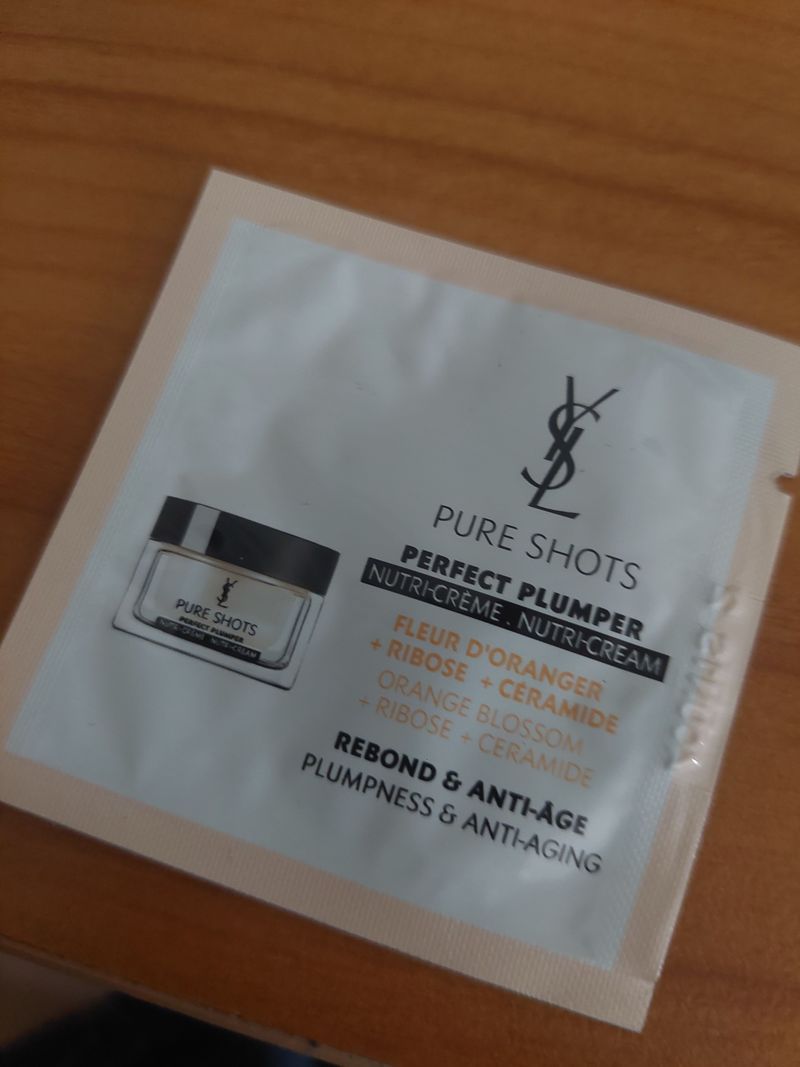 YSL
PURE SHOTS
PERFECT PLUMPER
NUTRI-CRÈME . NUTRI-CREAM
FLEUR D'ORANGER
+ RIBOSE + CÉRAMIDE
ORANGE BLOSSOM
+ RIBOSE + CERAMIDE
REBOND & ANTI-ÂGE
PLUMPNESS & ANTI-AGING
YSL
PURE SHOTS
PERFECT PLUMPER
NUTRI-CRÈME . NUTRI-CREAM